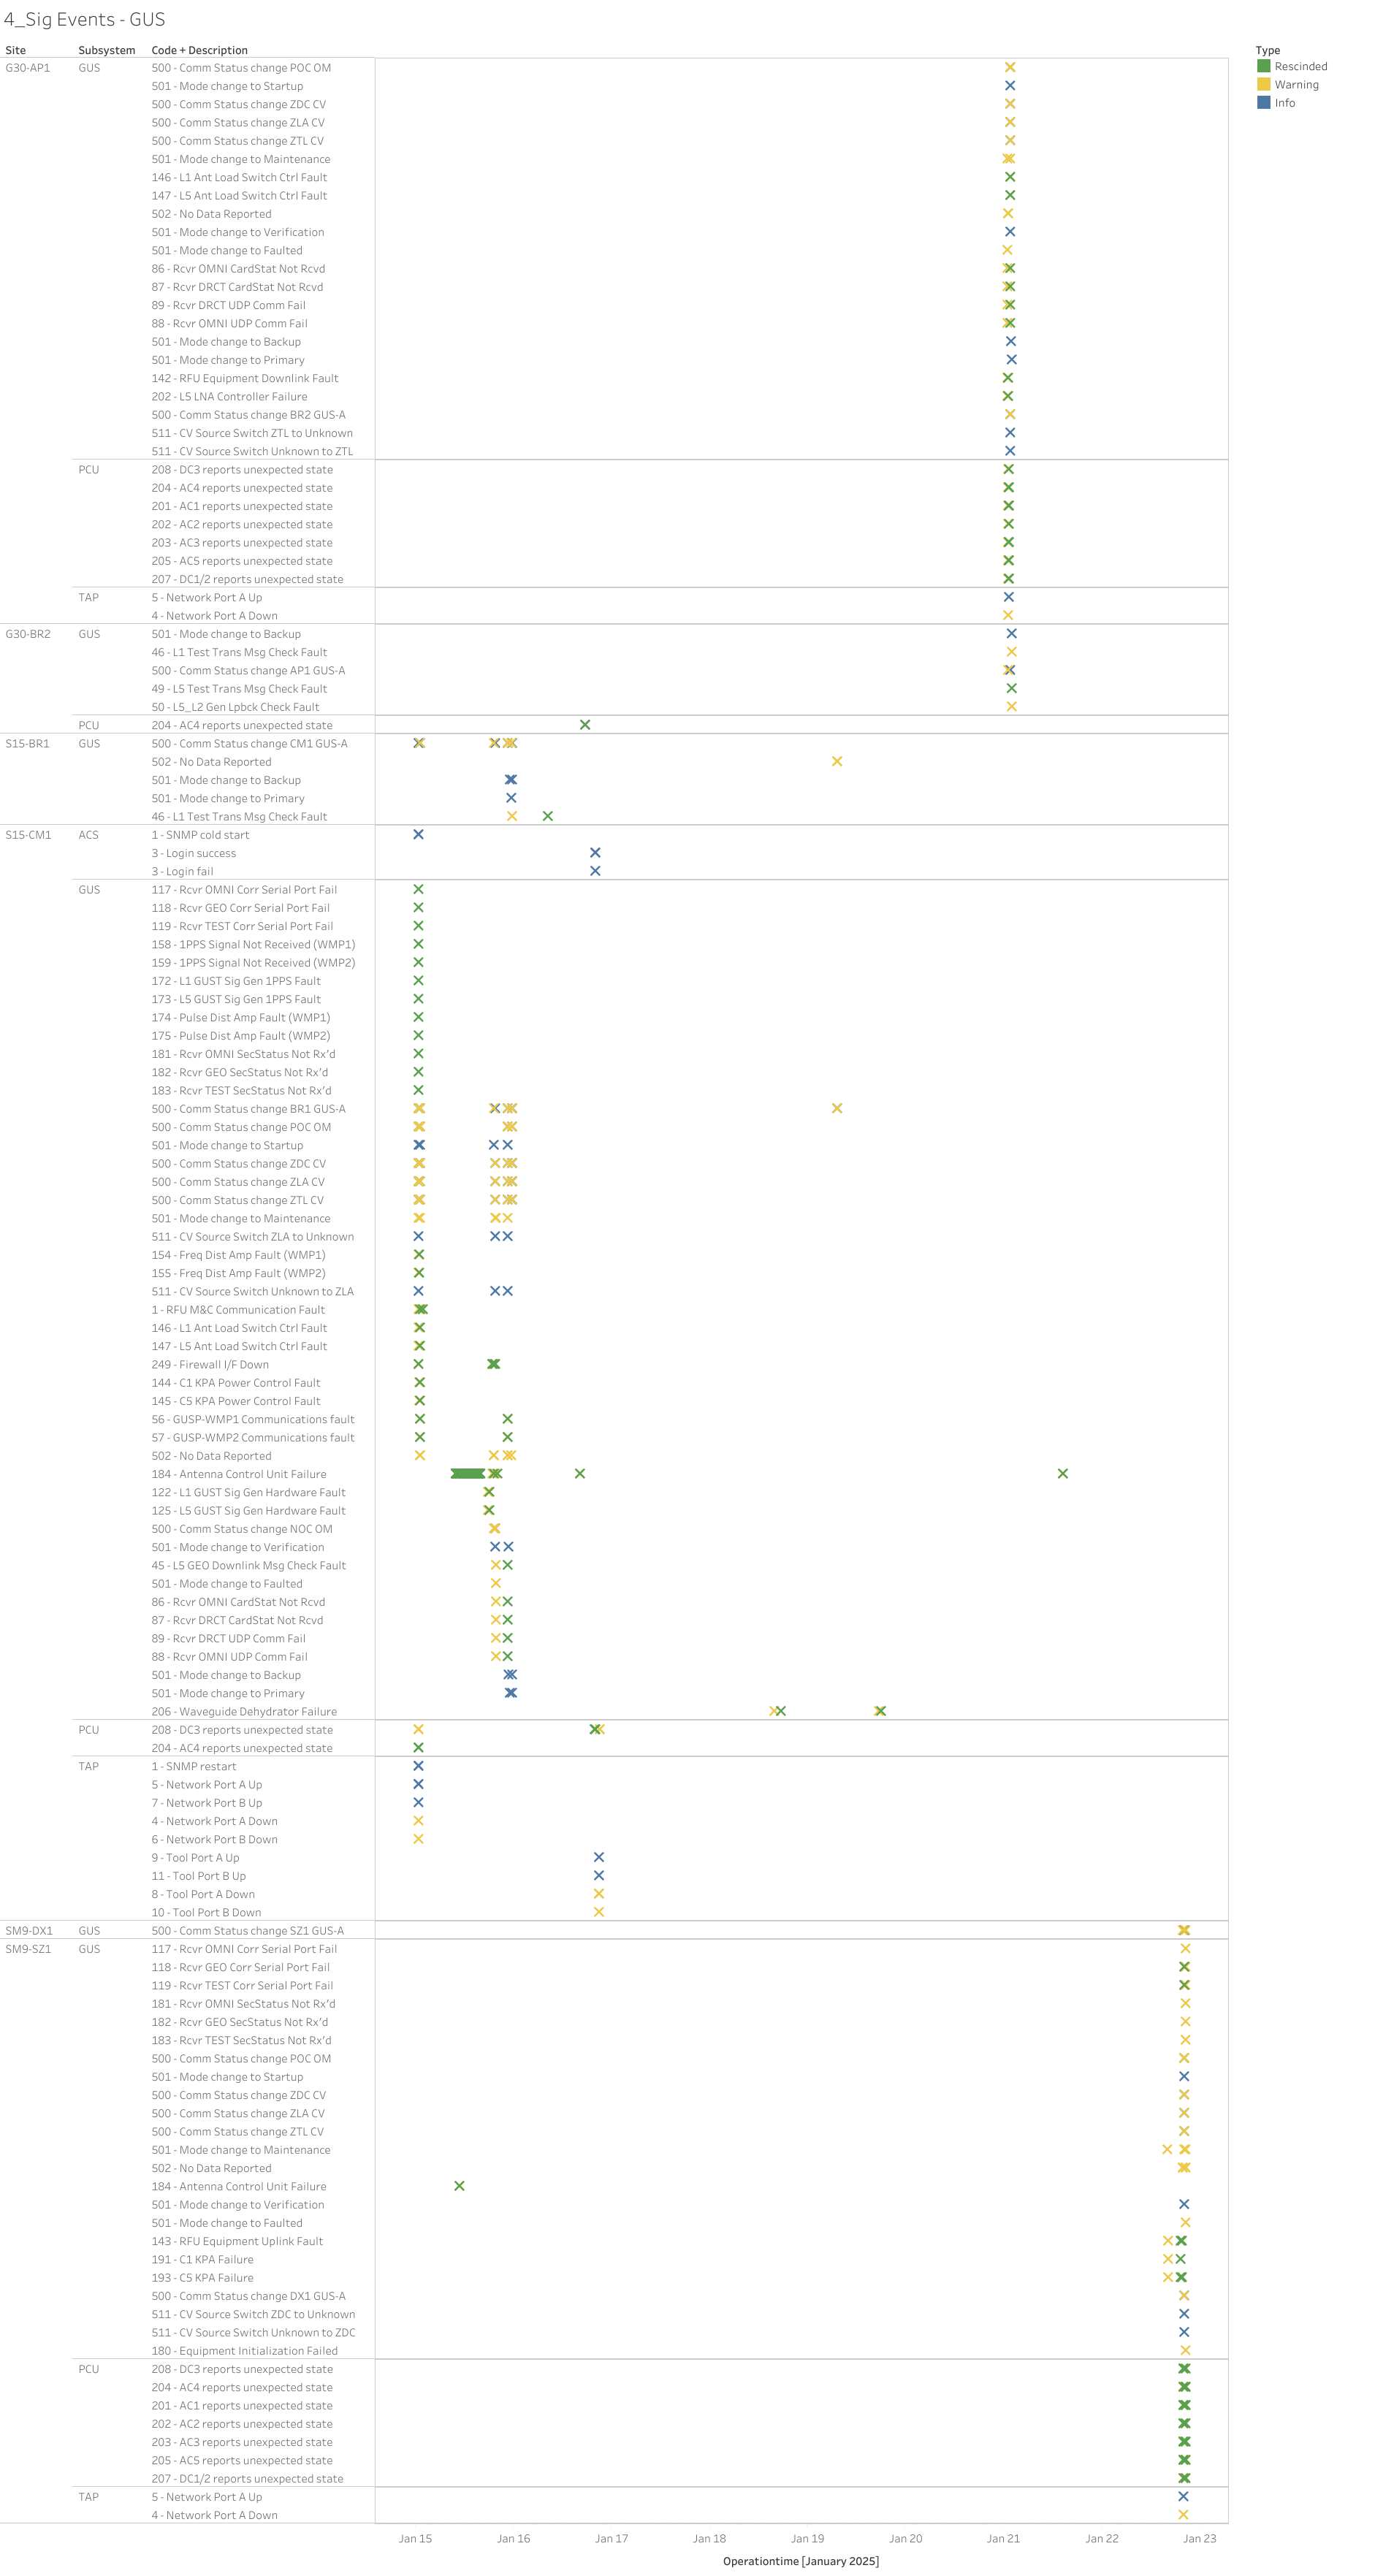 4_Sig Events - GUS
Site Subsystem Code + Description
Type
G30-AP1 GUS 500 - Comm Status change POC OM
Rescinded
501 - Mode change to Startup
Warning
500 - Comm Status change ZDC CV
Info
500 - Comm Status change ZLA CV
500 - Comm Status change ZTL CV
501 - Mode change to Maintenance
146 - L1 Ant Load Switch Ctrl Fault
147 - L5 Ant Load Switch Ctrl Fault
502 - No Data Reported
501 - Mode change to Verification
501 - Mode change to Faulted
86 - Rcvr OMNI CardStat Not Rcvd
87 - Rcvr DRCT CardStat Not Rcvd
89 - Rcvr DRCT UDP Comm Fail
88 - Rcvr OMNI UDP Comm Fail
501 - Mode change to Backup
501 - Mode change to Primary
142 - RFU Equipment Downlink Fault
202 - L5 LNA Controller Failure
500 - Comm Status change BR2 GUS-A
511 - CV Source Switch ZTL to Unknown
511 - CV Source Switch Unknown to ZTL
PCU 208 - DC3 reports unexpected state
204 - AC4 reports unexpected state
201 - AC1 reports unexpected state
202 - AC2 reports unexpected state
203 - AC3 reports unexpected state
205 - AC5 reports unexpected state
207 - DC1/2 reports unexpected state
TAP 5 - Network Port A Up
4 - Network Port A Down
G30-BR2 GUS 501 - Mode change to Backup
46 - L1 Test Trans Msg Check Fault
500 - Comm Status change AP1 GUS-A
49 - L5 Test Trans Msg Check Fault
50 - L5_L2 Gen Lpbck Check Fault
PCU 204 - AC4 reports unexpected state
S15-BR1 GUS 500 - Comm Status change CM1 GUS-A
502 - No Data Reported
501 - Mode change to Backup
501 - Mode change to Primary
46 - L1 Test Trans Msg Check Fault
S15-CM1 ACS 1 - SNMP cold start
3 - Login success
3 - Login fail
GUS 117 - Rcvr OMNI Corr Serial Port Fail
118 - Rcvr GEO Corr Serial Port Fail
119 - Rcvr TEST Corr Serial Port Fail
158 - 1PPS Signal Not Received (WMP1)
159 - 1PPS Signal Not Received (WMP2)
172 - L1 GUST Sig Gen 1PPS Fault
173 - L5 GUST Sig Gen 1PPS Fault
174 - Pulse Dist Amp Fault (WMP1)
175 - Pulse Dist Amp Fault (WMP2)
181 - Rcvr OMNI SecStatus Not Rx'd
182 - Rcvr GEO SecStatus Not Rx'd
183 - Rcvr TEST SecStatus Not Rx'd
500 - Comm Status change BR1 GUS-A
500 - Comm Status change POC OM
501 - Mode change to Startup
500 - Comm Status change ZDC CV
500 - Comm Status change ZLA CV
500 - Comm Status change ZTL CV
501 - Mode change to Maintenance
511 - CV Source Switch ZLA to Unknown
154 - Freq Dist Amp Fault (WMP1)
155 - Freq Dist Amp Fault (WMP2)
511 - CV Source Switch Unknown to ZLA
1 - RFU M&C Communication Fault
146 - L1 Ant Load Switch Ctrl Fault
147 - L5 Ant Load Switch Ctrl Fault
249 - Firewall I/F Down
144 - C1 KPA Power Control Fault
145 - C5 KPA Power Control Fault
56 - GUSP-WMP1 Communications fault
57 - GUSP-WMP2 Communications fault
502 - No Data Reported
184 - Antenna Control Unit Failure
122 - L1 GUST Sig Gen Hardware Fault
125 - L5 GUST Sig Gen Hardware Fault
500 - Comm Status change NOC OM
501 - Mode change to Verification
45 - L5 GEO Downlink Msg Check Fault
501 - Mode change to Faulted
86 - Rcvr OMNI CardStat Not Rcvd
87 - Rcvr DRCT CardStat Not Rcvd
89 - Rcvr DRCT UDP Comm Fail
88 - Rcvr OMNI UDP Comm Fail
501 - Mode change to Backup
501 - Mode change to Primary
206 - Waveguide Dehydrator Failure
PCU 208 - DC3 reports unexpected state
204 - AC4 reports unexpected state
TAP 1 - SNMP restart
5 - Network Port A Up
7 - Network Port B Up
4 - Network Port A Down
6 - Network Port B Down
9 - Tool Port A Up
11 - Tool Port B Up
8 - Tool Port A Down
10 - Tool Port B Down
SM9-DX1 GUS 500 - Comm Status change SZ1 GUS-A
SM9-SZ1 GUS 117 - Rcvr OMNI Corr Serial Port Fail
118 - Rcvr GEO Corr Serial Port Fail
119 - Rcvr TEST Corr Serial Port Fail
181 - Rcvr OMNI SecStatus Not Rx'd
182 - Rcvr GEO SecStatus Not Rx'd
183 - Rcvr TEST SecStatus Not Rx'd
500 - Comm Status change POC OM
501 - Mode change to Startup
500 - Comm Status change ZDC CV
500 - Comm Status change ZLA CV
500 - Comm Status change ZTL CV
501 - Mode change to Maintenance
502 - No Data Reported
184 - Antenna Control Unit Failure
501 - Mode change to Verification
501 - Mode change to Faulted
143 - RFU Equipment Uplink Fault
191 - C1 KPA Failure
193 - C5 KPA Failure
500 - Comm Status change DX1 GUS-A
511 - CV Source Switch ZDC to Unknown
511 - CV Source Switch Unknown to ZDC
180 - Equipment Initialization Failed
PCU 208 - DC3 reports unexpected state
204 - AC4 reports unexpected state
201 - AC1 reports unexpected state
202 - AC2 reports unexpected state
203 - AC3 reports unexpected state
205 - AC5 reports unexpected state
207 - DC1/2 reports unexpected state
TAP 5 - Network Port A Up
4 - Network Port A Down
Jan 15 Jan 16 Jan 17 Jan 18 Jan 19 Jan 20 Jan 21 Jan 22 Jan 23
Operationtime [January 2025]